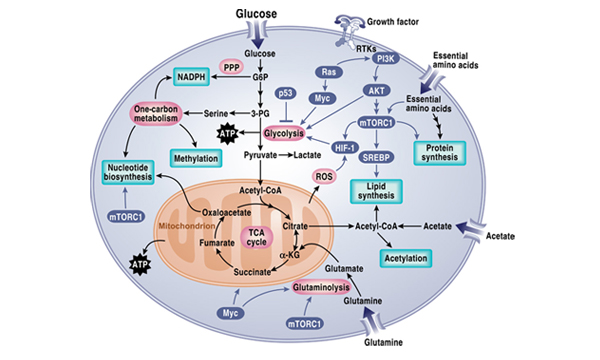 Glucose
Growth factor
RTKs
Glucose
PI3K
Essential
amino acids
PPP
NADPH
G6P
Ras
p53
Myc
AKT
Essential
amino acids
One-carbon
metabolism
Serine
3-PG
mTORC1
ATP
Glycolysis
HIF-1
Protein
synthesis
Methylation
Pyruvate
Lactate
SREBP
Nucleotide
biosynthesis
ROS
Acetyl-CoA
Lipid
synthesis
mTORC1
Oxaloacetate
Mitochondrion
Citrate
Acetyl-CoA
Acetate
Acetate
TCA
cycle
Fumarate
α-KG
ATP
Acetylation
Succinate
Glutamate
Glutaminolysis
Glutamine
Myc
mTORC1
Glutamine